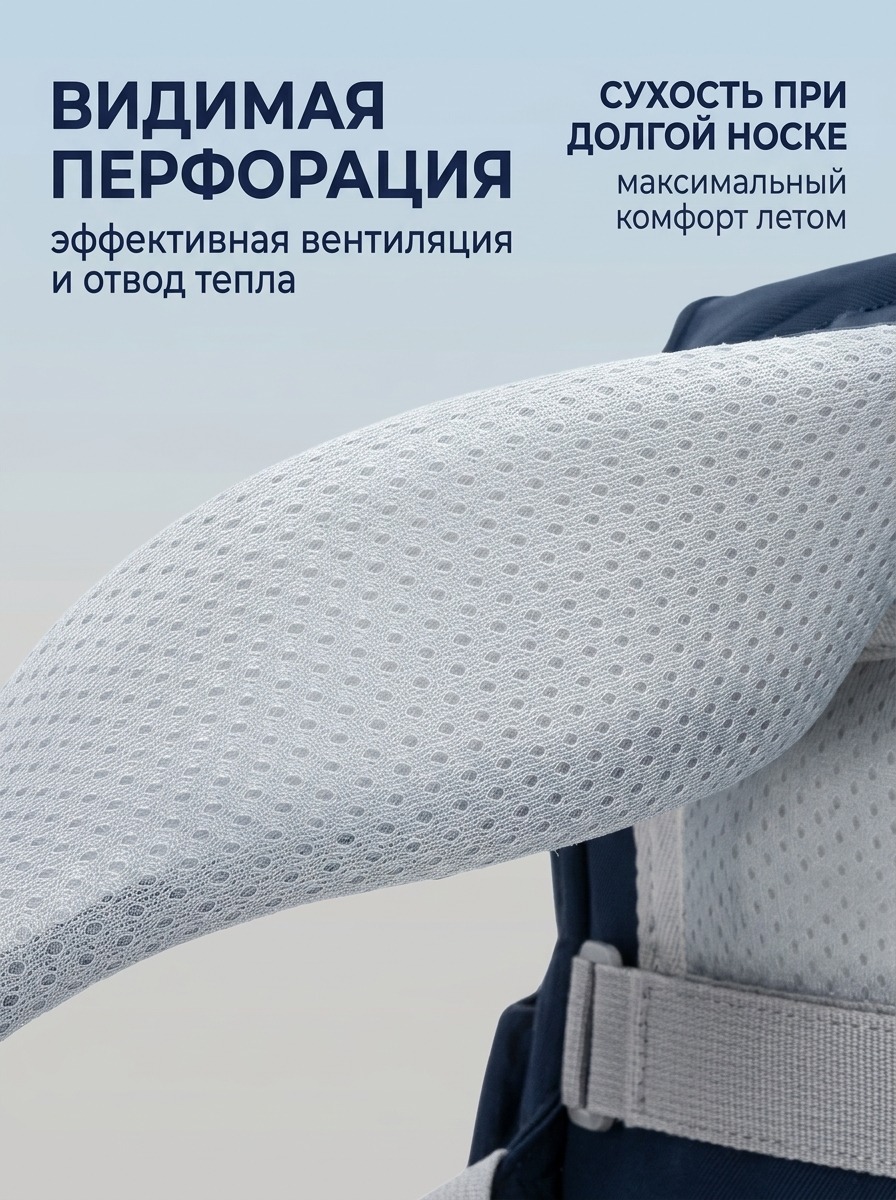 ВИДИМАЯ
ПЕРФОРАЦИЯ
эффективная вентиляция
и отвод тепла
СУХОСТЬ ПРИ
ДОЛГОЙ НОСКЕ
максимальный
комфорт летом